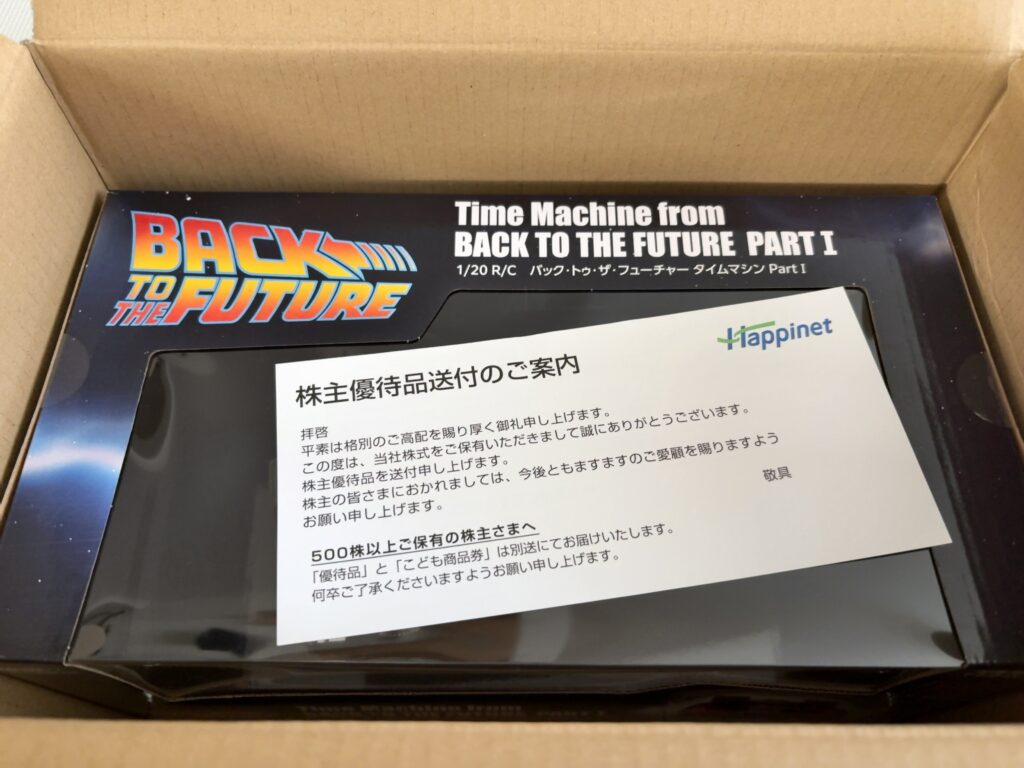 BACK
TO
THE FUTURE
Time Machine from
BACK TO THE FUTURE PART I
1/20 R/C バック・トゥ・ザ・フューチャー タイムマシン Part I
Happinet
株主優待品送付のご案内
拝啓
平素は格別のご高配を賜り厚く御礼申し上げます。
この度は、当社株式をご保有いただきまして誠にありがとうございます。
株主優待品を送付申し上げます。
株主の皆さまにおかれましては、今後ともますますのご愛顧を賜りますよう
お願い申し上げます。
敬具
500株以上ご保有の株主さまへ
「優待品」と「こども商品券」は別送にてお届けいたします。
何卒ご了承くださいますようお願い申し上げます。
Time Machine from